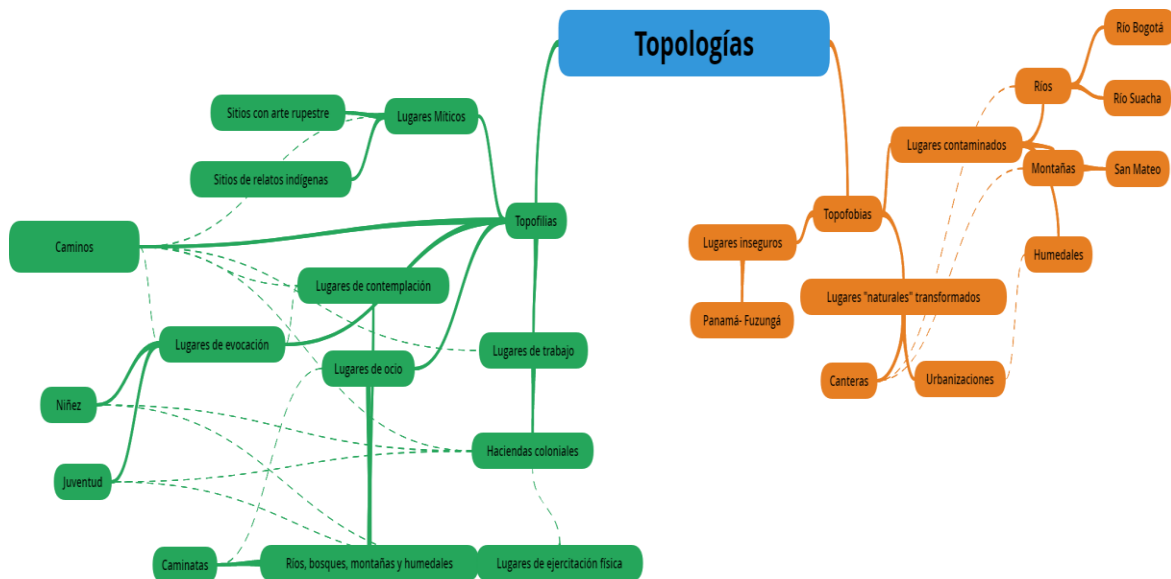 Topologías
Río Bogotá
Ríos
Río Suacha
Sitios con arte rupestre
Lugares Míticos
Lugares contaminados
Montañas
San Mateo
Sitios de relatos indígenas
Topofilias
Topofobias
Caminos
Lugares inseguros
Humedales
Lugares de contemplación
Lugares "naturales" transformados
Panamá- Fuzungá
Lugares de evocación
Lugares de trabajo
Lugares de ocio
Canteras
Urbanizaciones
Niñez
Haciendas coloniales
Juventud
Caminatas
Ríos, bosques, montañas y humedales
Lugares de ejercitación física